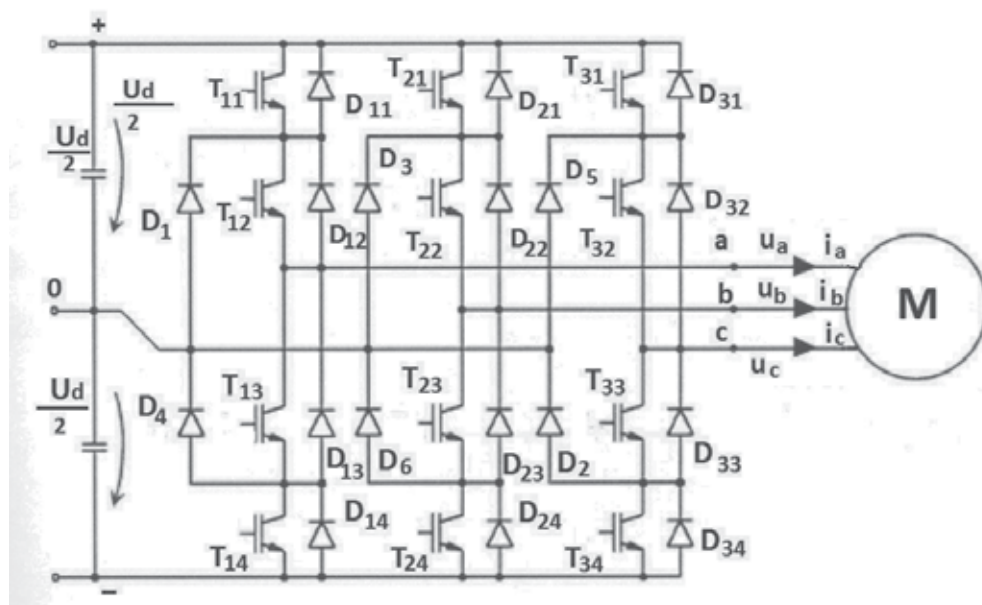 +
T11
D11
T21
D21
T31
D31
Ud/2
Ud/2
D1
T12
D12
D3
T22
D22
D5
T32
D32
a
ua
ia
0
b
ub
ib
M
c
uc
ic
Ud/2
D4
T13
D13
D6
T23
D23
D2
T33
D33
T14
D14
T24
D24
T34
D34
−